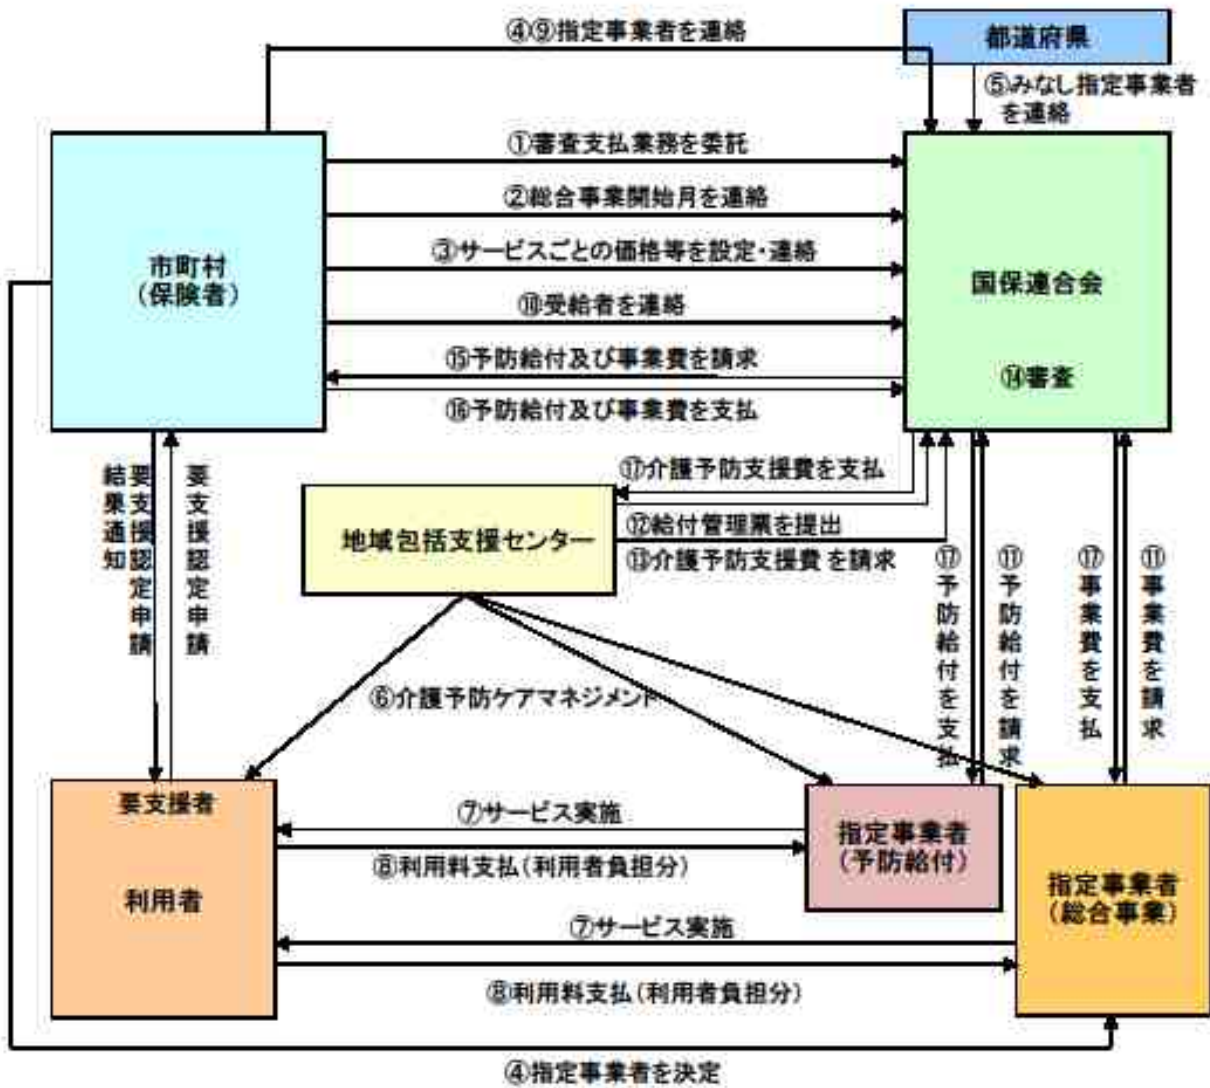 ④⑨指定事業者を連絡
都道府県
⑤みなし指定事業者
を連絡
①審査支払業務を委託
②総合事業開始月を連絡
③サービスごとの価格等を設定・連絡
市町村
(保険者)
国保連合会
⑩受給者を連絡
⑮予防給付及び事業費を請求
⑭審査
⑯予防給付及び事業費を支払
要支援認定申請
結果通知
要支援認定申請
⑰介護予防支援費を支払
地域包括支援センター
⑫給付管理票を提出
⑬介護予防支援費を請求
⑰予防給付を支払
⑪予防給付を請求
⑰事業費を支払
⑪事業費を請求
⑥介護予防ケアマネジメント
要支援者
利用者
⑦サービス実施
⑧利用料支払(利用者負担分)
指定事業者
(予防給付)
指定事業者
(総合事業)
⑦サービス実施
⑧利用料支払(利用者負担分)
④指定事業者を決定